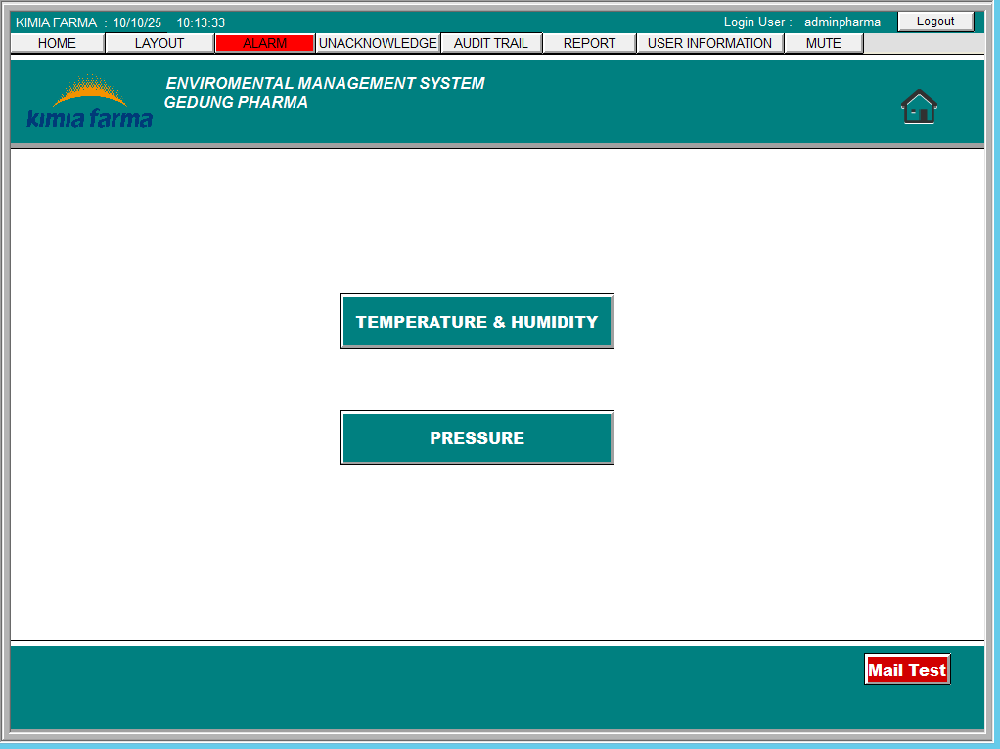 KIMIA FARMA : 10/10/25 10:13:33 Login User : adminpharma Logout
HOME LAYOUT ALARM UNACKNOWLEDGE AUDIT TRAIL REPORT USER INFORMATION MUTE
kimia farma
ENVIROMENTAL MANAGEMENT SYSTEM
GEDUNG PHARMA
TEMPERATURE & HUMIDITY
PRESSURE
Mail Test